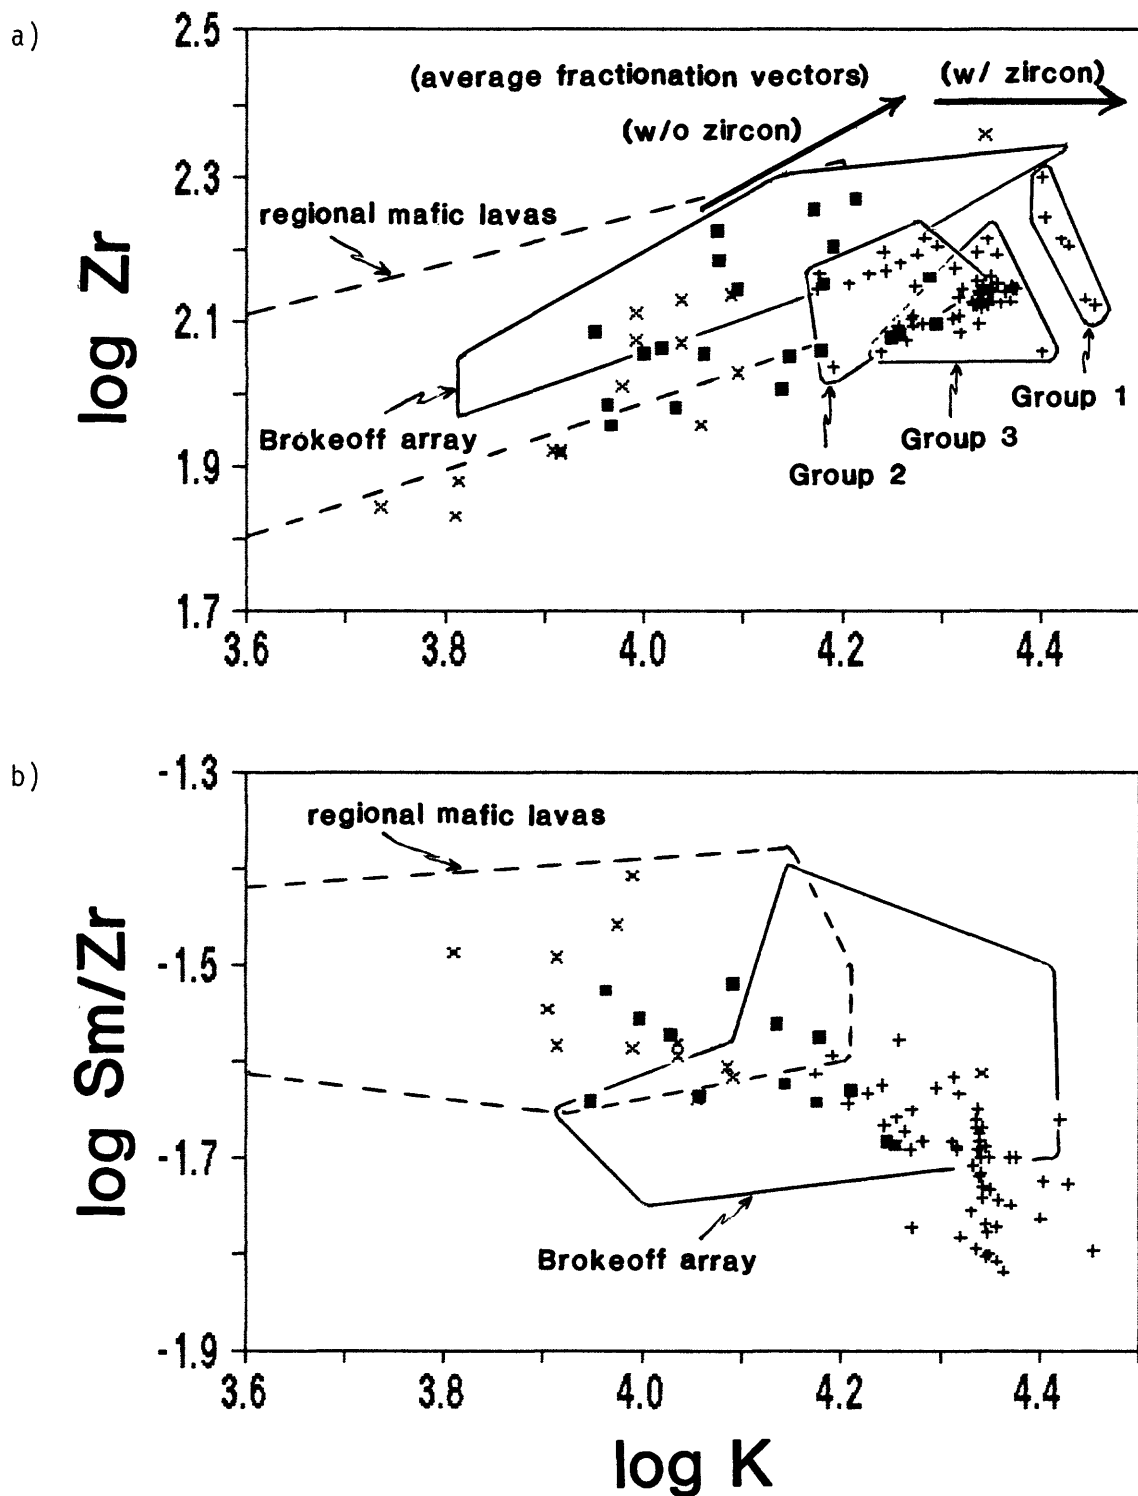 a)
2.5
2.3
2.1
1.9
1.7
log Zr
(average fractionation vectors)
(w/ zircon)
(w/o zircon)
regional mafic lavas
Brokeoff array
Group 1
Group 3
Group 2
3.6
3.8
4.0
4.2
4.4
b)
-1.3
-1.5
-1.7
-1.9
log Sm/Zr
regional mafic lavas
Brokeoff array
3.6
3.8
4.0
4.2
4.4
log K